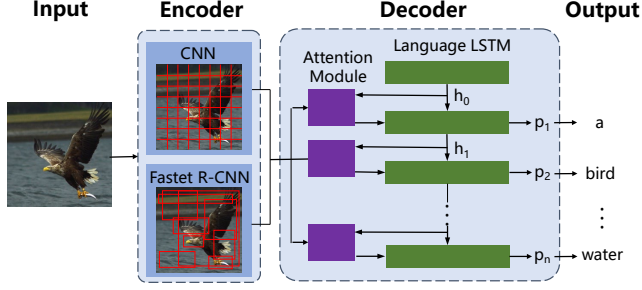 Input
Encoder
Decoder
Output
CNN
Fastet R-CNN
Attention
Module
Language LSTM
h0
p1
a
h1
p2
bird
pn
water